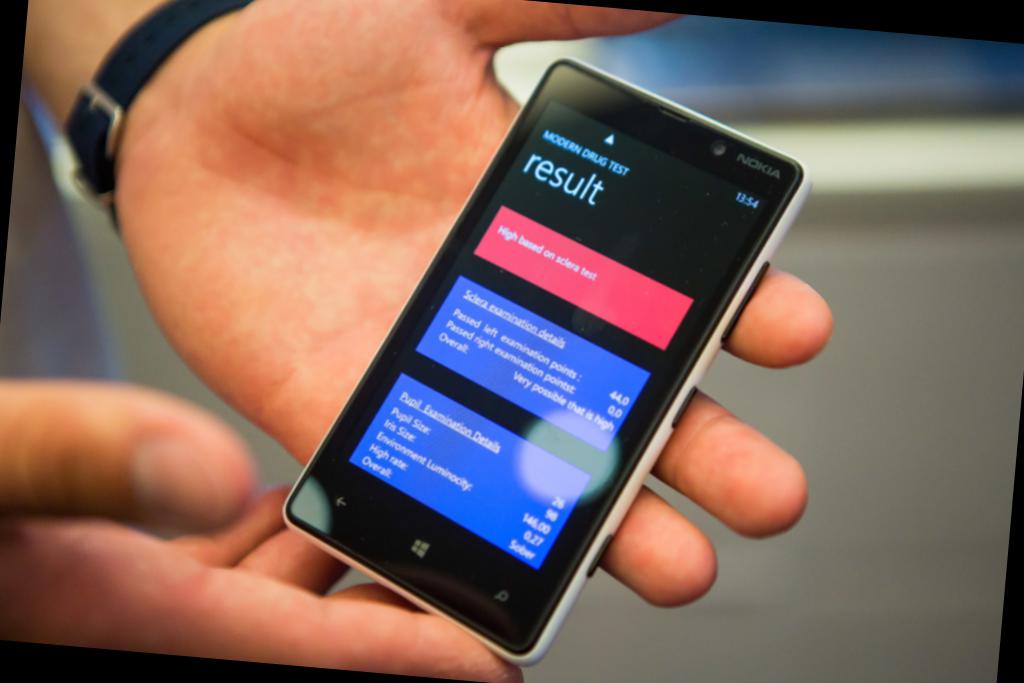 NOKIA
13:54
MODERN DRUG TEST
result
High based on sclera test
Sclera examination details
Passed left examination points : 44,0
Passed right examination pointst: 0.0
Overall: Very possible that is high
Pupil Examination Details
Pupil Size: 26
Iris Size: 98
Environment Luminocity: 146,00
High rate: 0.27
Overall: Sober